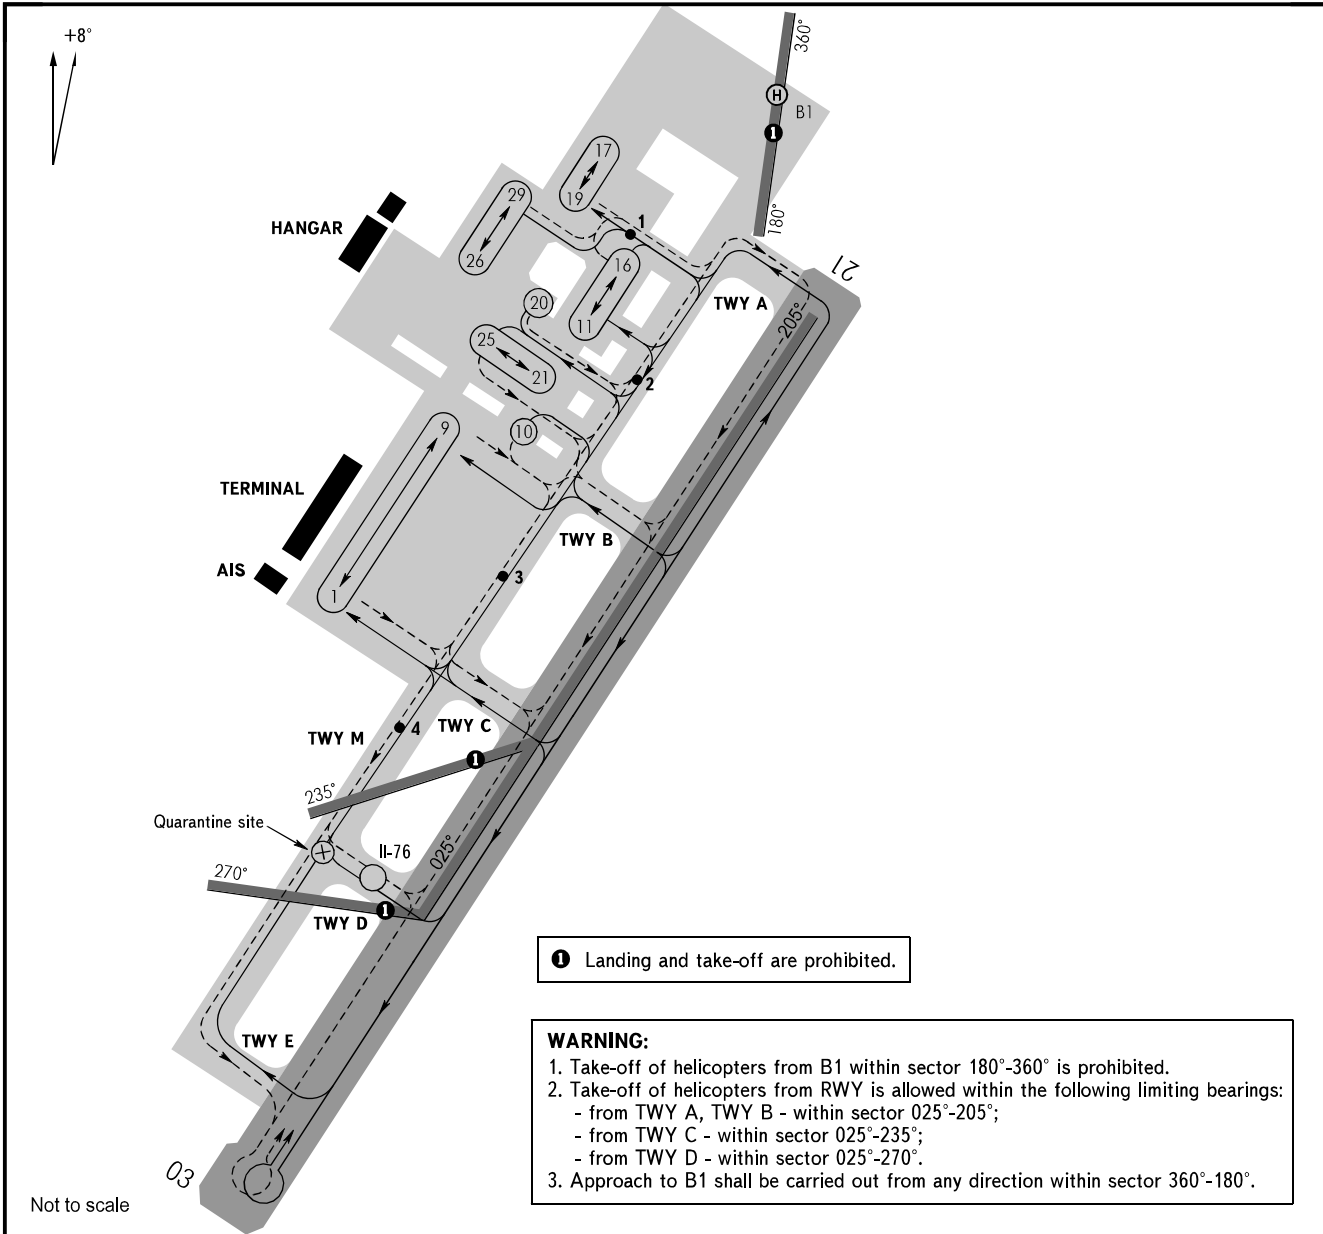 +8°
360°
H
B1
1
180°
17
19
29
26
HANGAR
1
16
11
21
TWY A
205°
20
25
21
2
10
9
TERMINAL
TWY B
AIS
3
1
TWY C
4
TWY M
1
235°
Quarantine site
II-76
025°
270°
1
TWY D
TWY E
03
Not to scale
1 Landing and take-off are prohibited.
WARNING:
1. Take-off of helicopters from B1 within sector 180°-360° is prohibited.
2. Take-off of helicopters from RWY is allowed within the following limiting bearings:
- from TWY A, TWY B - within sector 025°-205°;
- from TWY C - within sector 025°-235°;
- from TWY D - within sector 025°-270°.
3. Approach to B1 shall be carried out from any direction within sector 360°-180°.